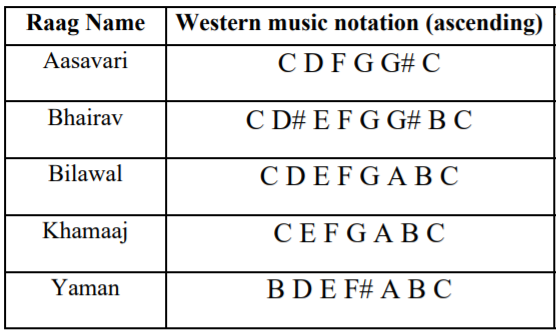 Raag Name Western music notation (ascending)
Aasavari C D F G G# C
Bhairav C D# E F G G# B C
Bilawal C D E F G A B C
Khamaaj C E F G A B C
Yaman B D E F# A B C